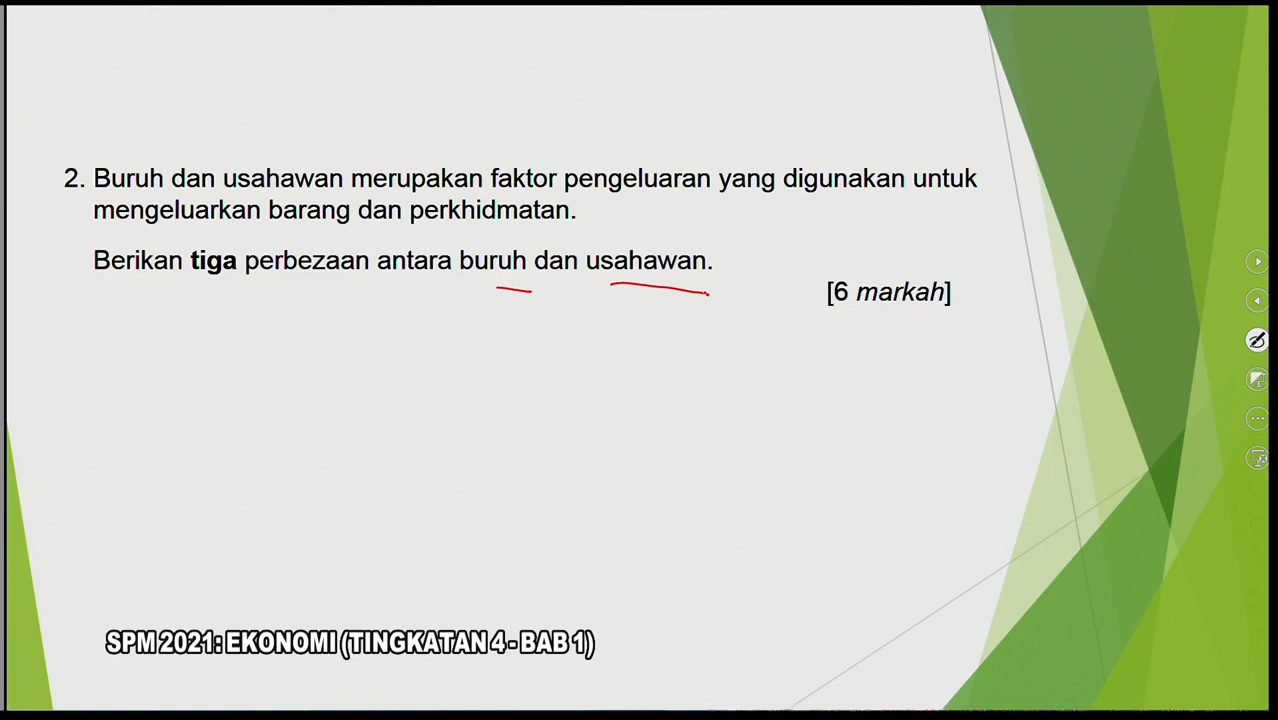 2. Buruh dan usahawan merupakan faktor pengeluaran yang digunakan untuk
mengeluarkan barang dan perkhidmatan.
Berikan tiga perbezaan antara buruh dan usahawan.
[6 markah]
SPM 2021: EKONOMI (TINGKATAN 4 - BAB 1)